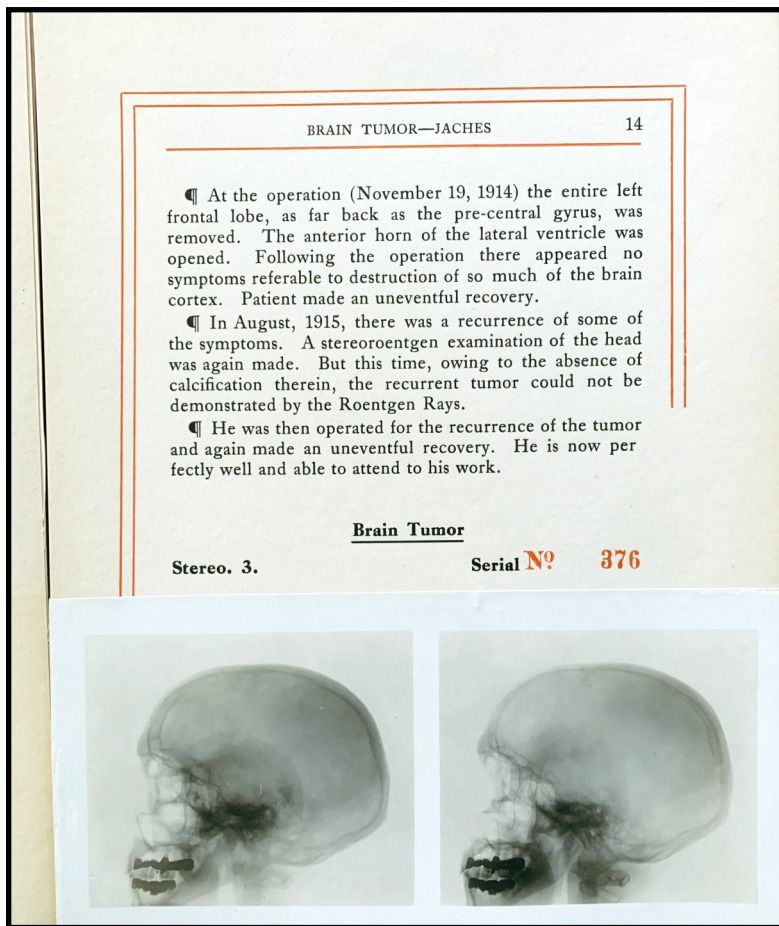 BRAIN TUMOR—JACHES 14
¶ At the operation (November 19, 1914) the entire left
frontal lobe, as far back as the pre-central gyrus, was
removed. The anterior horn of the lateral ventricle was
opened. Following the operation there appeared no
symptoms referable to destruction of so much of the brain
cortex. Patient made an uneventful recovery.
¶ In August, 1915, there was a recurrence of some of
the symptoms. A stereoroentgen examination of the head
was again made. But this time, owing to the absence of
calcification therein, the recurrent tumor could not be
demonstrated by the Roentgen Rays.
¶ He was then operated for the recurrence of the tumor
and again made an uneventful recovery. He is now per
fectly well and able to attend to his work.
Brain Tumor
Stereo. 3. Serial Nº 376